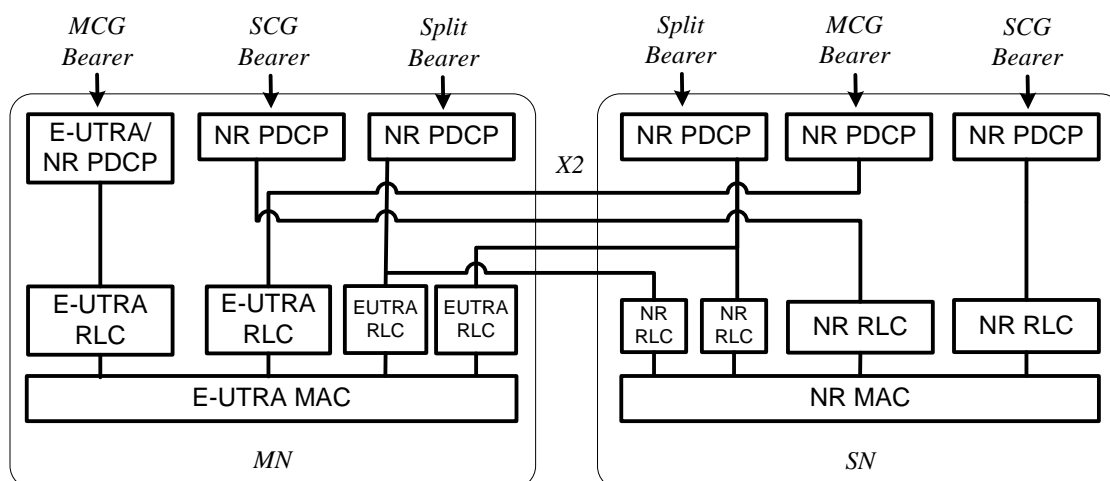 MCG
Bearer
SCG
Bearer
Split
Bearer
Split
Bearer
MCG
Bearer
SCG
Bearer
E-UTRA/
NR PDCP
NR PDCP
NR PDCP
X2
NR PDCP
NR PDCP
NR PDCP
E-UTRA
RLC
E-UTRA
RLC
EUTRA
RLC
EUTRA
RLC
NR
RLC
NR
RLC
NR RLC
NR RLC
E-UTRA MAC
NR MAC
MN
SN